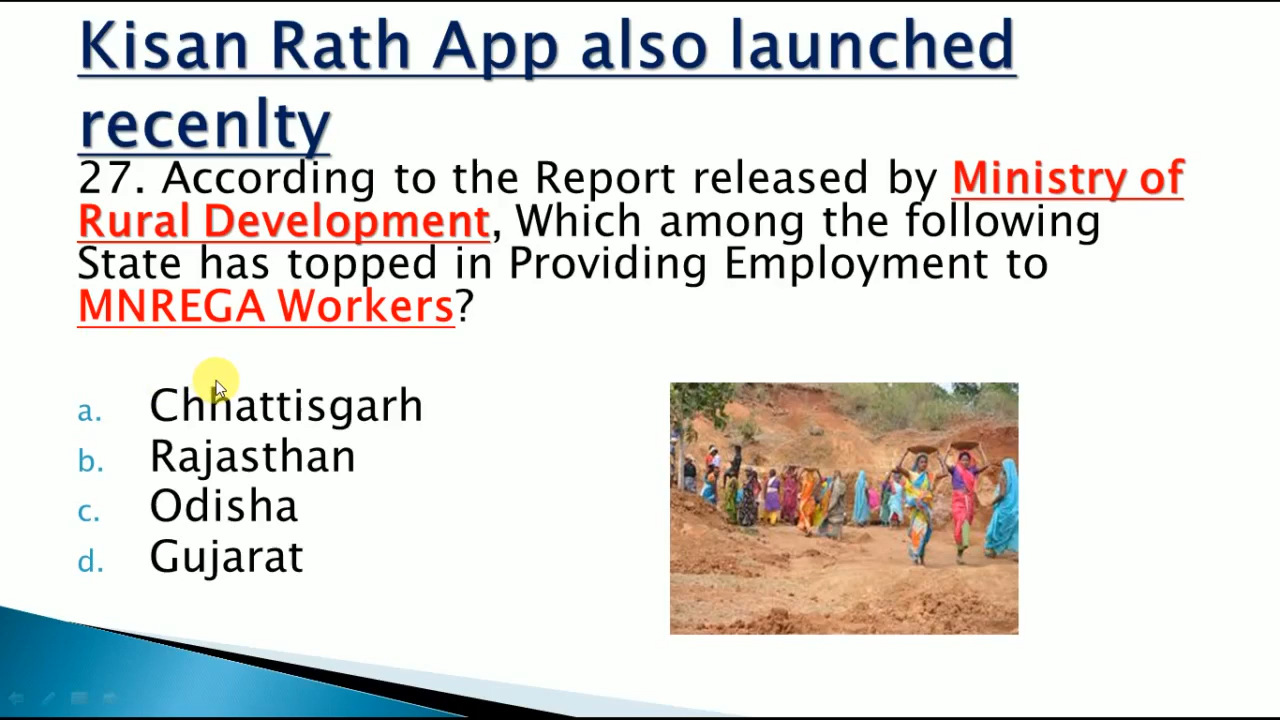 Kisan Rath App also launched
recenlty
27. According to the Report released by Ministry of
Rural Development, Which among the following
State has topped in Providing Employment to
MNREGA Workers?
a. Chhattisgarh
b. Rajasthan
c. Odisha
d. Gujarat